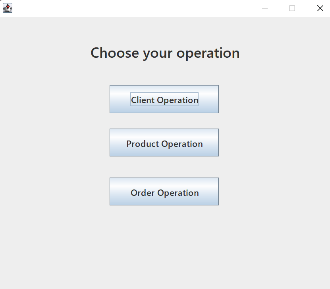 Choose your operation
Client Operation
Product Operation
Order Operation